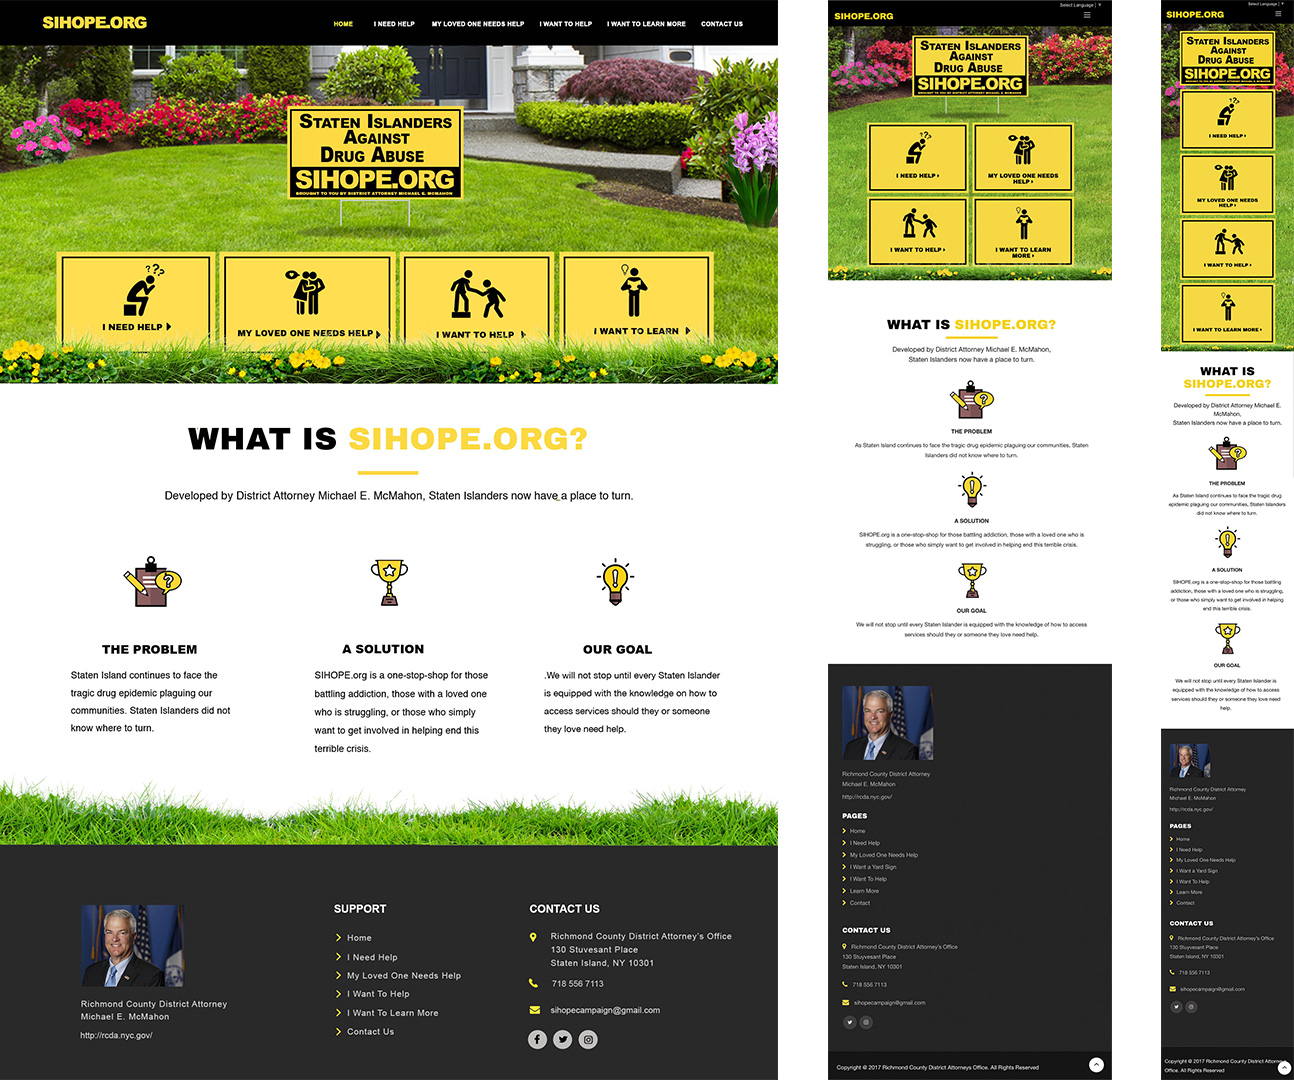 SIHOPE.ORG
HOME I NEED HELP MY LOVED ONE NEEDS HELP I WANT TO HELP I WANT TO LEARN MORE CONTACT US
STATEN ISLANDERS
AGAINST
DRUG ABUSE
SIHOPE.ORG
BROUGHT TO YOU BY DISTRICT ATTORNEY MICHAEL E. MCMAHON
I NEED HELP
MY LOVED ONE NEEDS HELP
I WANT TO HELP
I WANT TO LEARN
WHAT IS SIHOPE.ORG?
Developed by District Attorney Michael E. McMahon, Staten Islanders now have a place to turn.
THE PROBLEM
Staten Island continues to face the
tragic drug epidemic plaguing our
communities. Staten Islanders did not
know where to turn.
A SOLUTION
SIHOPE.org is a one-stop-shop for those
battling addiction, those with a loved one
who is struggling, or those who simply
want to get involved in helping end this
terrible crisis.
OUR GOAL
.We will not stop until every Staten Islander
is equipped with the knowledge on how to
access services should they or someone
they love need help.
Richmond County District Attorney
Michael E. McMahon
http://rcda.nyc.gov/
SUPPORT
Home
I Need Help
My Loved One Needs Help
I Want To Help
I Want To Learn More
Contact Us
CONTACT US
Richmond County District Attorney's Office
130 Stuvesant Place
Staten Island, NY 10301
718 556 7113
sihopecampaign@gmail.com
Select Language ▼
SIHOPE.ORG
STATEN ISLANDERS
AGAINST
DRUG ABUSE
SIHOPE.ORG
BROUGHT TO YOU BY DISTRICT ATTORNEY MICHAEL E. MCMAHON
I NEED HELP
MY LOVED ONE NEEDS
HELP
I WANT TO HELP
I WANT TO LEARN
MORE
WHAT IS SIHOPE.ORG?
Developed by District Attorney Michael E. McMahon,
Staten Islanders now have a place to turn.
THE PROBLEM
As Staten Island continues to face the tragic drug epidemic plaguing our communities, Staten
Islanders did not know where to turn.
A SOLUTION
SIHOPE.org is a one-stop-shop for those battling addiction, those with a loved one who is
struggling, or those who simply want to get involved in helping end this terrible crisis.
OUR GOAL
We will not stop until every Staten Islander is equipped with the knowledge of how to access
services should they or someone they love need help.
Richmond County District Attorney
Michael E. McMahon
http://rcda.nyc.gov/
PAGES
Home
I Need Help
My Loved One Needs Help
I Want a Yard Sign
I Want To Help
Learn More
Contact
CONTACT US
Richmond County District Attorney's Office
130 Stuyvesant Place
Staten Island, NY 10301
718 556 7113
sihopecampaign@gmail.com
Copyright @ 2017 Richmond County District Attorneys Office. All Rights Reserved
Select Language ▼
SIHOPE.ORG
STATEN ISLANDERS
AGAINST
DRUG ABUSE
SIHOPE.ORG
BROUGHT TO YOU BY DISTRICT ATTORNEY MICHAEL E. MCMAHON
I NEED HELP
MY LOVED ONE NEEDS
HELP
I WANT TO HELP
I WANT TO LEARN MORE
WHAT IS
SIHOPE.ORG?
Developed by District Attorney Michael E.
McMahon,
Staten Islanders now have a place to turn.
THE PROBLEM
As Staten Island continues to face the tragic drug
epidemic plaguing our communities, Staten Islanders
did not know where to turn.
A SOLUTION
SIHOPE.org is a one-stop-shop for those battling
addiction, those with a loved one who is struggling,
or those who simply want to get involved in helping
end this terrible crisis.
OUR GOAL
We will not stop until every Staten Islander is
equipped with the knowledge of how to access
services should they or someone they love need
help.
Richmond County District Attorney
Michael E. McMahon
http://rcda.nyc.gov/
PAGES
Home
I Need Help
My Loved One Needs Help
I Want a Yard Sign
I Want To Help
Learn More
Contact
CONTACT US
Richmond County District Attorney's Office
130 Stuyvesant Place
Staten Island, NY 10301
718 556 7113
sihopecampaign@gmail.com
Copyright @ 2017 Richmond County District Attorneys
Office. All Rights Reserved